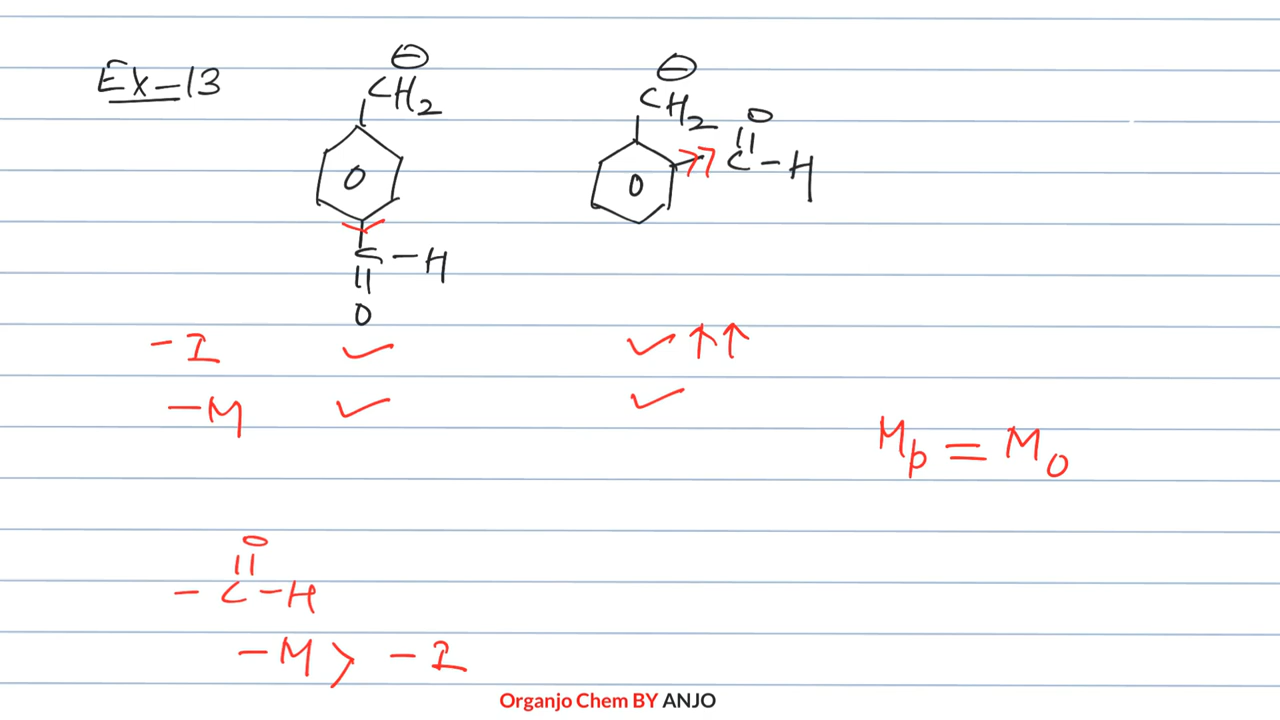 Ex-13
⊖
CH2
⊖
CH2
O
C-H
O
C-H
O
-I ✓ ✓↑↑
-M ✓ ✓
Mp = Mo
O
-C-H
-M > -I
Organjo Chem BY ANJO